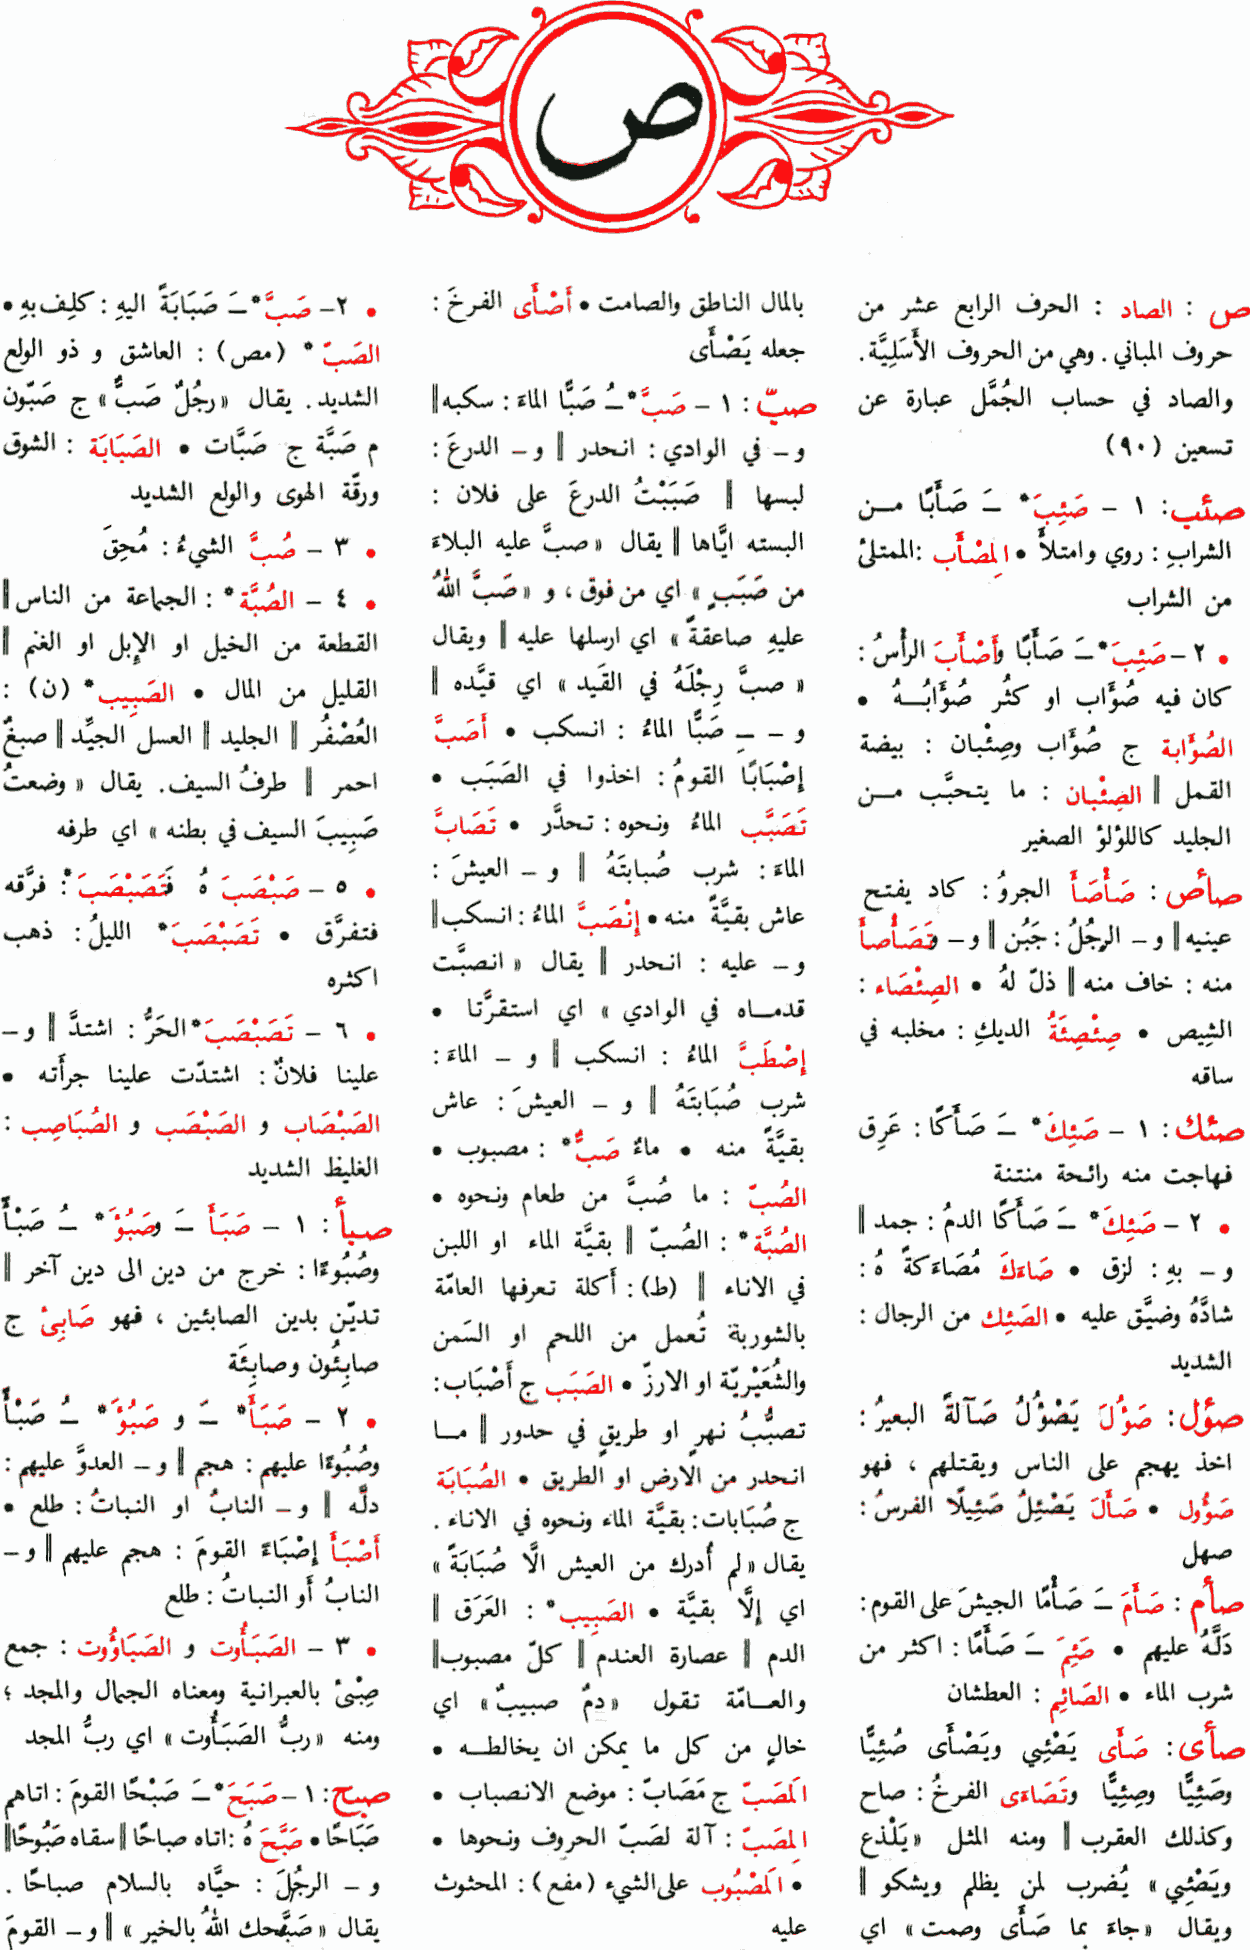 ص
ص : الصاد : الحرف الرابع عشر من
حروف المباني . وهي من الحروف الأَسَلِيَّة .
والصاد في حساب الجُمَّل عبارة عن
تسعين (٩٠)
صئب: ١ - صَئِبَ* ـَ صَأَبًا مـن
الشرابِ : روي وامتلأَ • المِصْأَب : الممتلئ
من الشراب
• ٢ - صَئِبَ* ـَ صَأَبًا وأَصْأَبَ الرأْسُ :
كان فيه صُؤَاب او كثُر صُؤَابُــهُ •
الصُؤَابة ج صُؤَاب وصِئْبان : بيضة
القمل ‖ الصِئْبان : ما يتحبَّب مــن
الجليد كاللؤلؤ الصغير
صأص : صَأْصَأَ الجروُ : كاد يفتح
عينيه ‖ و- الرجُلُ : جَبُن ‖ و- وتَصَأْصأَ
منه : خاف منه ‖ ذلّ لهُ • الصِئْصَاء :
الشِيص • صِئْصِئَةُ الديكِ : مخلبه في
ساقه
صئك: ١ - صَئِكَ* ـَ صَأَكًا : عَرِق
فهاجت منه رائحة منتنة
• ٢ - صَئِكَ* ـَ صَأَكًا الدمُ : جمد ‖
و - بهِ : لزق • صَاءَكَ مُصَاءَكةً هُ :
شادَّهُ وضيَّق عليه • الصَئِك من الرجال :
الشديد
صؤل: صَؤُلَ يَصْؤُلُ صَآلةً البعيرُ :
اخذ يهجم على الناس ويقتلهم ، فهو
صَؤُول • صَأَلَ يَصْئِلُ صَئِيلًا الفرسُ :
صهل
صأم : صَأَمَ ـَ صَأْمًا الجيشَ على القوم :
دَلَّهُ عليهم • صَئِمَ ـَ صَأَمًا : اكثر من
شرب الماء • الصَائِم : العطشان
صأى: صَأَى يَصْئِي ويَصْأَى صُئِيًّا
وصَئِيًّا وصِئِيًّا وتَصَاءَى الفرخُ : صاح
وكذلك العقرب ‖ ومنه المثل «يَلْذع
ويَصْئِي» يُضرب لمن يظلم ويشكو ‖
ويقال «جاءَ بما صَأَى وصمت» اي
بالمال الناطق والصامت • أَصْأَى الفرخَ :
جعله يَصْأَى
صبّ: ١ - صَبَّ* ـُ صَبًّا الماءَ : سكبه ‖
و - في الوادي : انحدر ‖ و - الدرعَ :
لبسها ‖ صَبَبْتُ الدرعَ على فلان :
البسته ايَّاها ‖ يقال «صبَّ عليه البلاءَ
من صَبَبٍ» اي من فوق ، و «صَبَّ اللهُ
عليهِ صاعقةً» اي ارسلها عليه ‖ ويقال
«صبَّ رِجْلَهُ في القَيد» اي قيَّده ‖
و - ـِ صَبًّا الماءُ : انسكب • أَصَبَّ
إِصْبَابًا القومُ : اخذوا في الصَبَب •
تَصَبَّب الماءُ ونحوه : تحدَّر • تَصَابَّ
الماءَ : شرب صُبابتَهُ ‖ و - العيشَ :
عاش بقيَّةً منه • إِنْصَبَّ الماءُ : انسكب ‖
و - عليه : انحدر ‖ يقال «انصبَّت
قدمـاه في الوادي» اي استقرَّتا •
إِصْطَبَّ الماءُ : انسكب ‖ و - الماءَ :
شرب صُبَابتَهُ ‖ و - العيشَ : عاش
بقيَّةً منه • ماءٌ صَبٌّ* : مصبوب •
الصُبّ : ما صُبَّ من طعام ونحوه •
الصُبَّة* : الصُبّ ‖ بقيَّة الماء او اللبن
في الاناء ‖ (ط) : أَكلة تعرفها العامّة
بالشوربة تُعمل من اللحم او السَمن
والشُعَيْريّة او الارزّ • الصَبَب ج أَصْبَاب :
تصبُّبُ نهرٍ او طريقٍ في حدور ‖ مـا
انحدر من الارض او الطريق • الصُبَابَة
ج صُبَابات : بقيَّة الماء ونحوه في الاناء .
يقال «لم أُدرك من العيش الَّا صُبَابَةً»
اي إلَّا بقيَّة • الصَبِيب* : العَرَق ‖
الدم ‖ عصارة العندم ‖ كلّ مصبوب ‖
والعـامّة تقول «دمٌ صبيبٌ» اي
خالٍ من كل ما يمكن ان يخالطـه •
المَصَبّ ج مَصَابّ : موضع الانصباب •
المِصَبّ : آلة لصَبّ الحروف ونحوها •
• المَصْبُوب على الشيء (مفع) : المحثوث
عليه
• ٢- صَبَّ* ـَ صَبَابَةً اليهِ : كلِف بهِ •
الصَبّ* (مص) : العاشق و ذو الولع
الشديد . يقال «رجُلٌ صَبٌّ» ج صَبّون
م صَبَّة ج صَبَّات • الصَبَابَة : الشوق
ورقّة الهوى والولع الشديد
• ٣ - صُبَّ الشيءُ : مُحِقَ
• ٤ - الصُبَّة* : الجماعة من الناس ‖
القطعة من الخيل او الإبل او الغنم ‖
القليل من المال • الصَبِيب* (ن) :
العُصْفُر ‖ الجليد ‖ العسل الجيِّد ‖ صبغٌ
احمر ‖ طرفُ السيف . يقال «وضعتُ
صَبِيبَ السيف في بطنه» اي طرفه
• ٥ - صَبْصَبَ هُ فَتَصَبْصَبَ* : فرَّقه
فتفرَّق • تَصَبْصَبَ* الليلُ : ذهب
اكثره
• ٦ - تَصَبْصَبَ* الحَرُّ : اشتدَّ ‖ و -
علينا فلانٌ : اشتدّت علينا جرأَته •
الصَبْصَاب و الصَبْصَب و الصُبَاصِب :
الغليظ الشديد
صبأ: ١ - صَبَأَ ـَ وصَبُؤَ* ـُ صَبْأً
وصُبُوءًا : خرج من دين الى دين آخر ‖
تديّن بدين الصابئين ، فهو صَابِئ ج
صابِئُون وصابِئَة
• ٢ - صَبَأَ* ـَ و صَبُؤَ* ـُ صَبْأً
وصُبُوءًا عليهم : هجم ‖ و - العدوَّ عليهم :
دلَّه ‖ و - النابُ او النباتُ : طلع •
أَصْبَأَ إِصْبَاءً القومَ : هجم عليهم ‖ و -
النابُ أَو النباتُ : طلع
• ٣ - الصَبَأُوت و الصَبَاؤُوت : جمع
صِبْئ بالعبرانية ومعناه الجمال والمجد ؛
ومنه «ربُّ الصَبَأُوت» اي ربُّ المجد
صبح: ١ - صَبَحَ* ـَ صَبْحًا القومَ : اتاهم
صَبَاحًا • صَبَّحَ هُ : اتاه صباحًا ‖ سقاه صَبُوحًا ‖
و - الرجُلَ : حيَّاه بالسلام صباحًا .
يقال «صَبَّحك اللهُ بالخير» ‖ و - القومَ